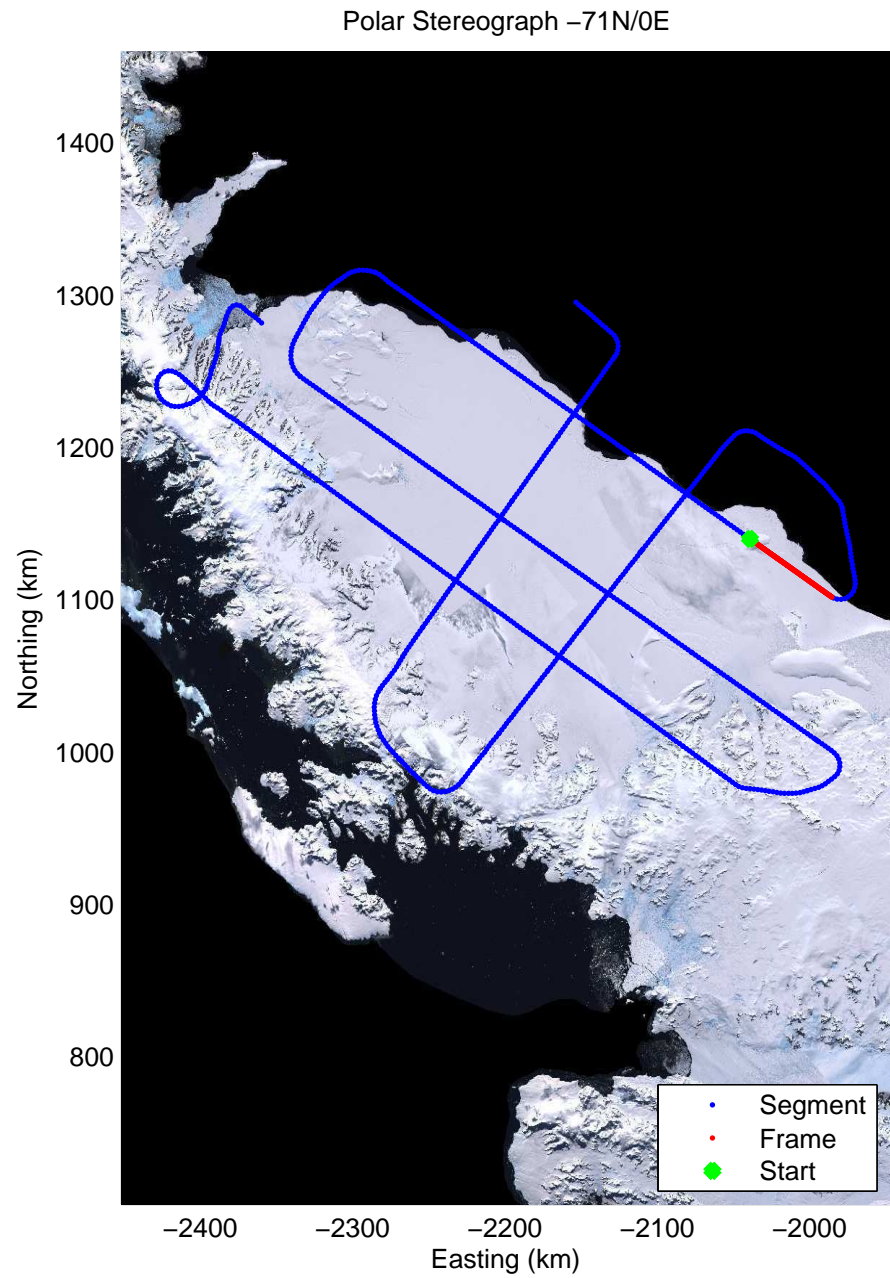 Polar Stereograph −71N/0E
1400
1300
1200
1100
1000
900
800
Northing (km)
Segment
Frame
Start
−2400 −2300 −2200 −2100 −2000
Easting (km)